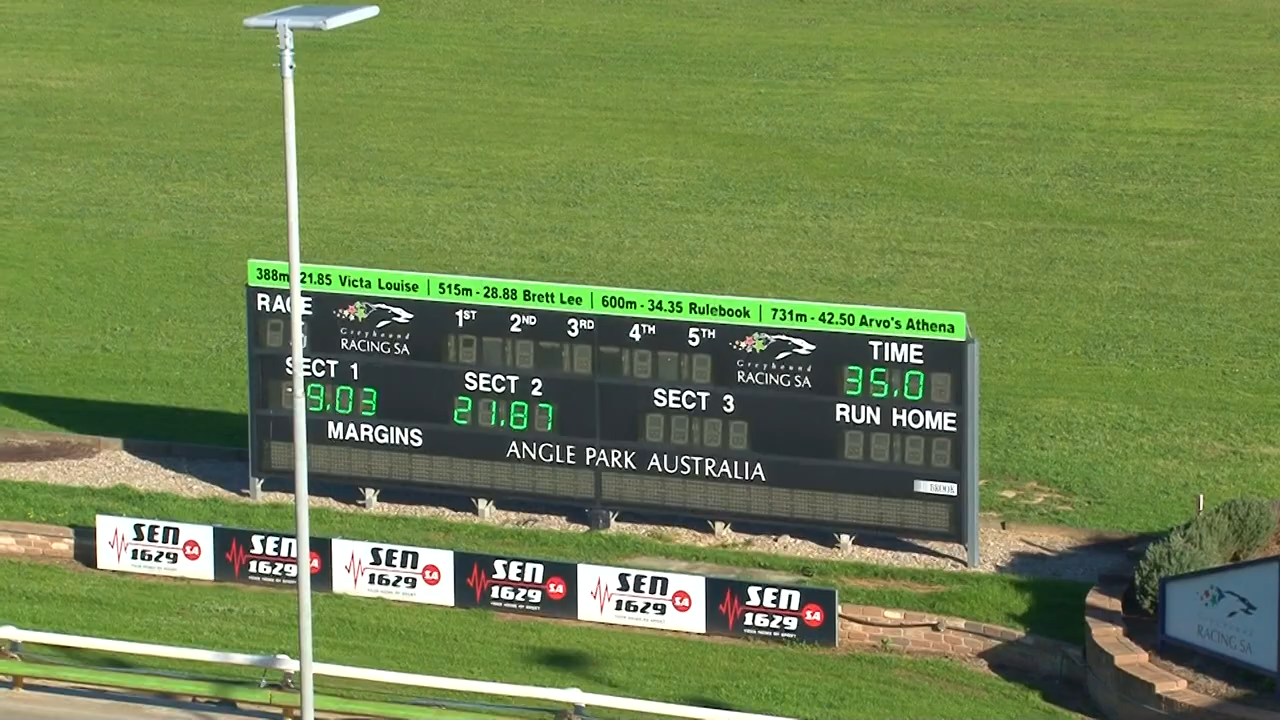 388m 21.85 Victa Louise | 515m - 28.88 Brett Lee | 600m - 34.35 Rulebook | 731m - 42.50 Arvo's Athena
RACE
Greyhound
RACING SA
1ST 2ND 3RD 4TH 5TH
Greyhound
RACING SA
TIME
35.0
SECT 1
9.03
SECT 2
21.87
SECT 3
RUN HOME
MARGINS
ANGLE PARK AUSTRALIA
SEN
1629 SA
SEN
1629 SA
SEN
1629 SA
SEN
1629 SA
SEN
1629 SA
SEN
1629 SA
RACING SA